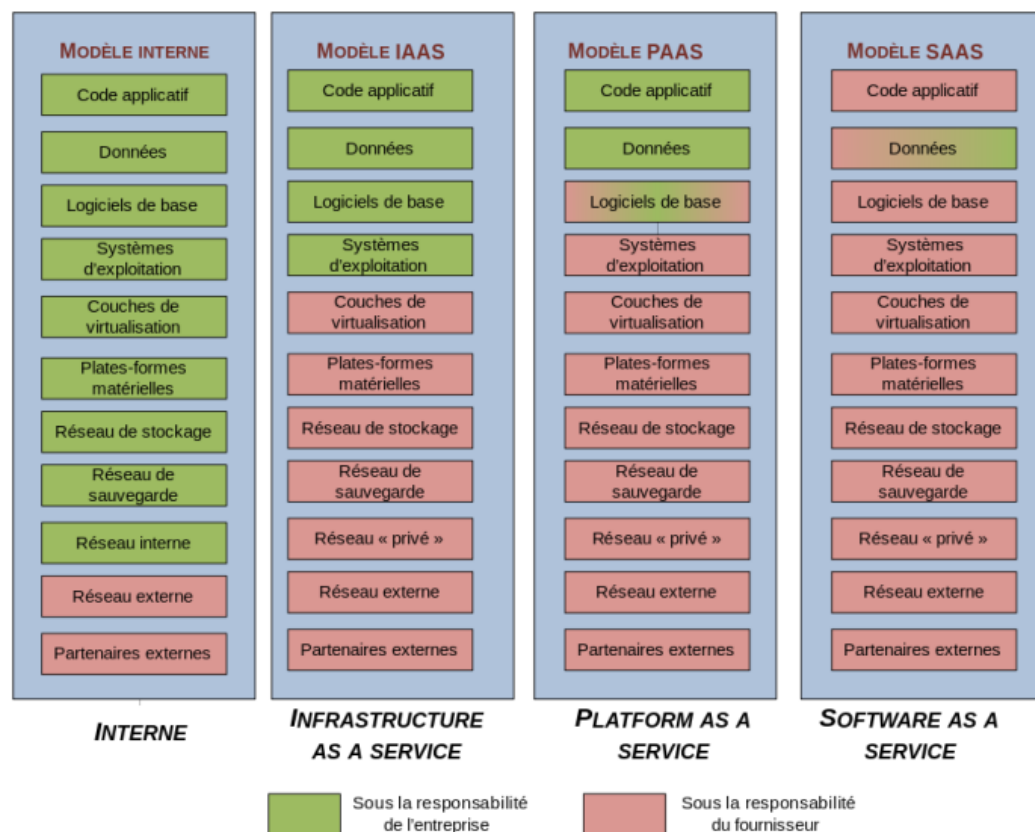 MODÈLE INTERNE
Code applicatif
Données
Logiciels de base
Systèmes
d'exploitation
Couches de
virtualisation
Plates-formes
matérielles
Réseau de stockage
Réseau de
sauvegarde
Réseau interne
Réseau externe
Partenaires externes
INTERNE
MODÈLE IAAS
Code applicatif
Données
Logiciels de base
Systèmes
d'exploitation
Couches de
virtualisation
Plates-formes
matérielles
Réseau de stockage
Réseau de
sauvegarde
Réseau « privé »
Réseau externe
Partenaires externes
INFRASTRUCTURE
AS A SERVICE
MODÈLE PAAS
Code applicatif
Données
Logiciels de base
Systèmes
d'exploitation
Couches de
virtualisation
Plates-formes
matérielles
Réseau de stockage
Réseau de
sauvegarde
Réseau « privé »
Réseau externe
Partenaires externes
PLATFORM AS A
SERVICE
MODÈLE SAAS
Code applicatif
Données
Logiciels de base
Systèmes
d'exploitation
Couches de
virtualisation
Plates-formes
matérielles
Réseau de stockage
Réseau de
sauvegarde
Réseau « privé »
Réseau externe
Partenaires externes
SOFTWARE AS A
SERVICE
Sous la responsabilité
de l'entreprise
Sous la responsabilité
du fournisseur